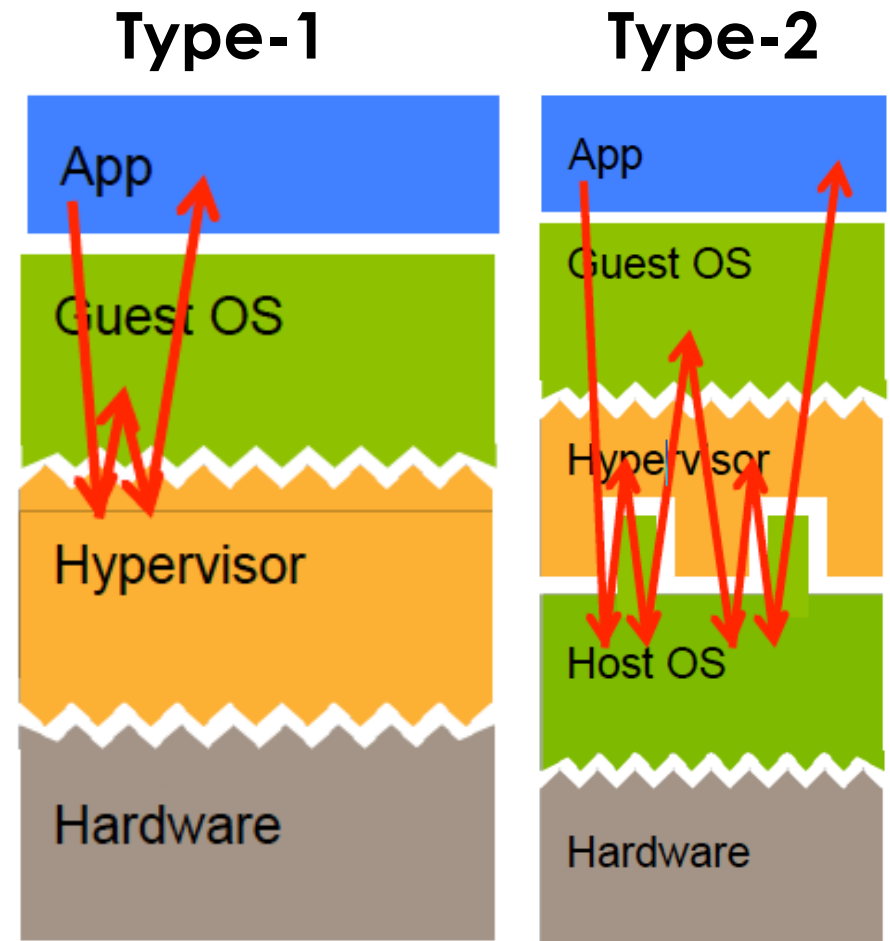 Type-1
App
Guest OS
Hypervisor
Hardware
Type-2
App
Guest OS
Hypervisor
Host OS
Hardware